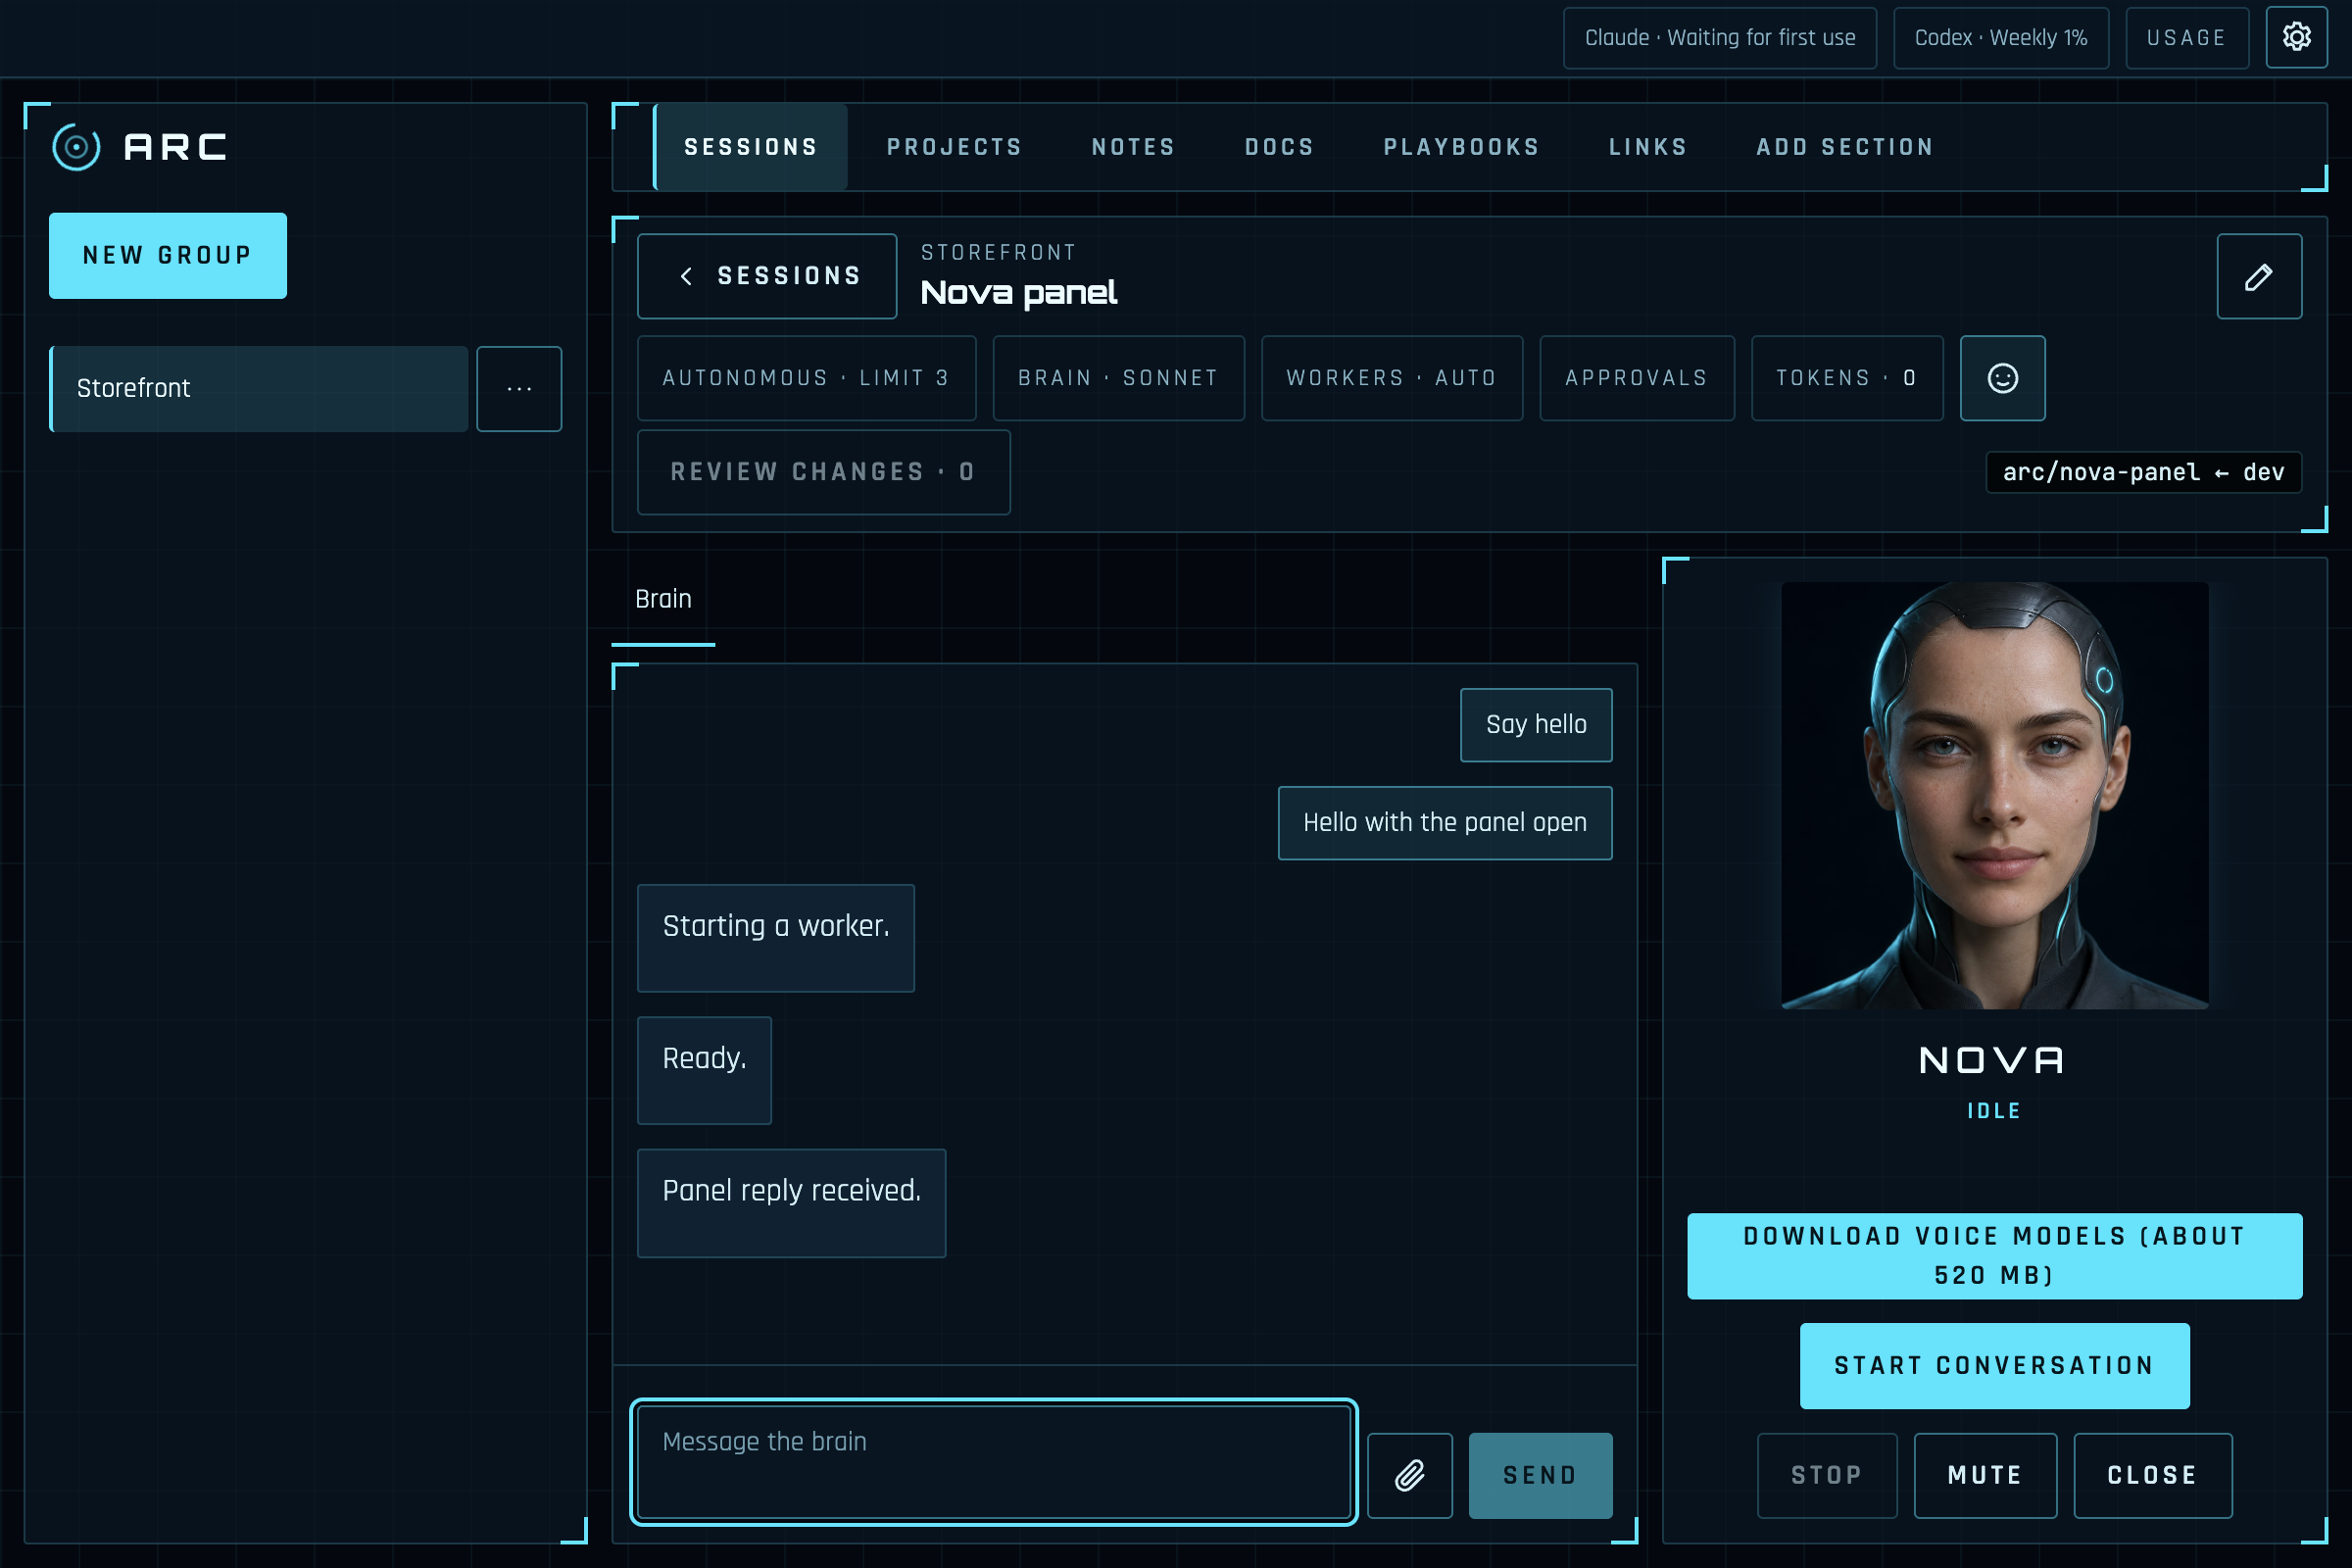 Claude · Waiting for first use
Codex · Weekly 1%
USAGE
ARC
NEW GROUP
Storefront
...
SESSIONS
PROJECTS
NOTES
DOCS
PLAYBOOKS
LINKS
ADD SECTION
SESSIONS
STOREFRONT
Nova panel
AUTONOMOUS · LIMIT 3
BRAIN · SONNET
WORKERS · AUTO
APPROVALS
TOKENS · 0
REVIEW CHANGES · 0
arc/nova-panel ← dev
Brain
Say hello
Hello with the panel open
Starting a worker.
Ready.
Panel reply received.
Message the brain
SEND
NOVA
IDLE
DOWNLOAD VOICE MODELS (ABOUT
520 MB)
START CONVERSATION
STOP
MUTE
CLOSE